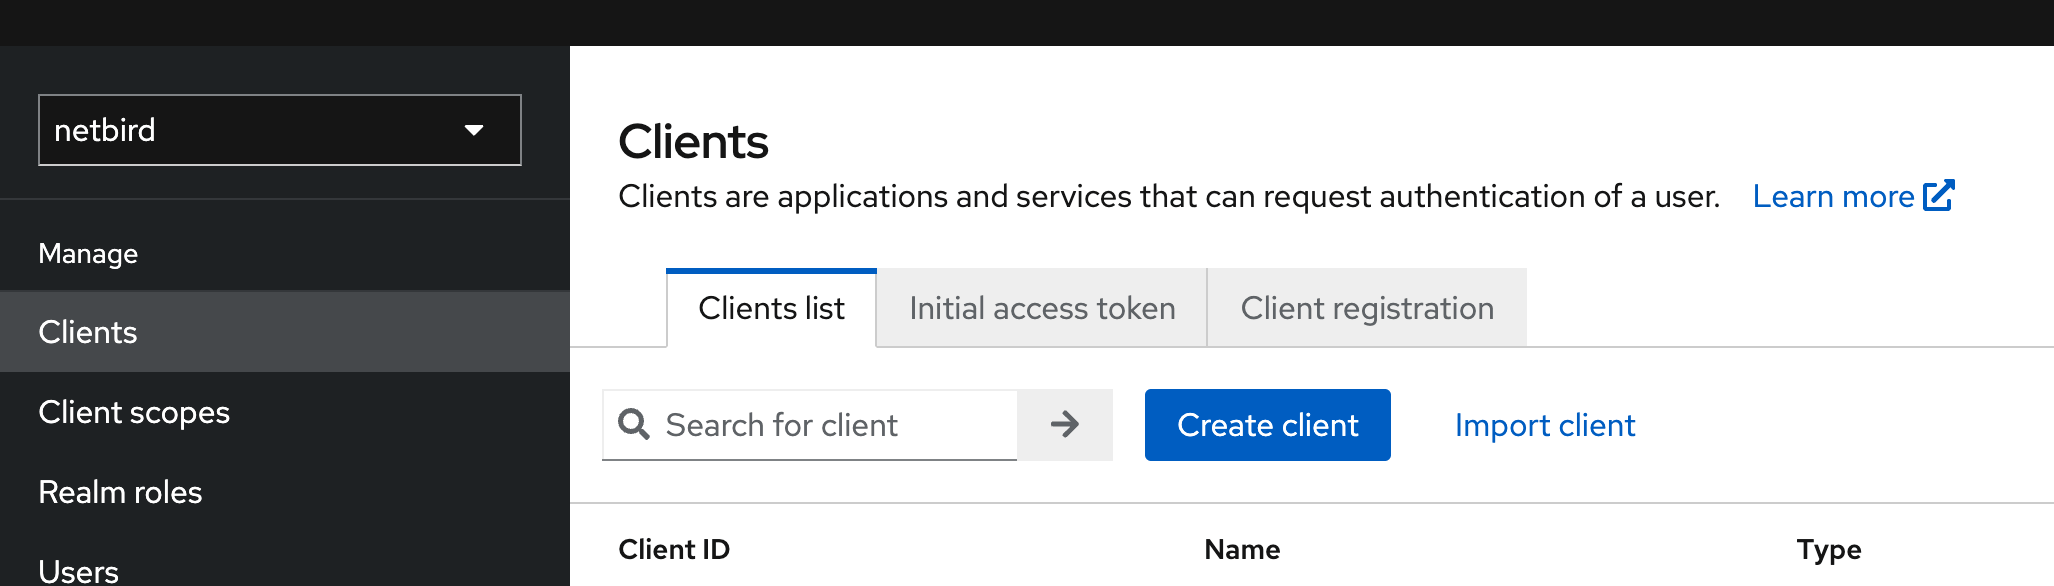 netbird
Manage
Clients
Client scopes
Realm roles
Users
Clients
Clients are applications and services that can request authentication of a user. Learn more
Clients list Initial access token Client registration
Search for client Create client Import client
Client ID Name Type